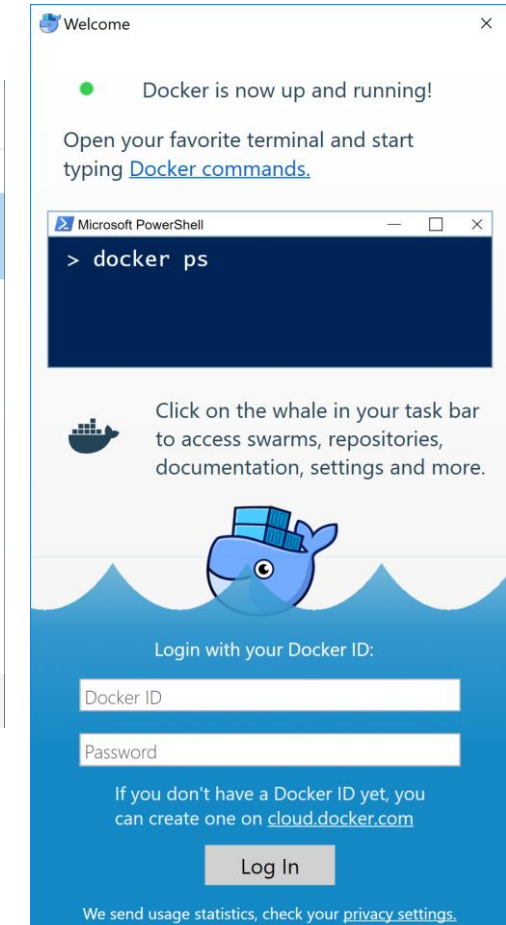 Welcome
Docker is now up and running!
Open your favorite terminal and start
typing Docker commands.
Microsoft PowerShell
> docker ps
Click on the whale in your task bar
to access swarms, repositories,
documentation, settings and more.
Login with your Docker ID:
Docker ID
Password
If you don't have a Docker ID yet, you
can create one on cloud.docker.com
Log In
We send usage statistics, check your privacy settings.